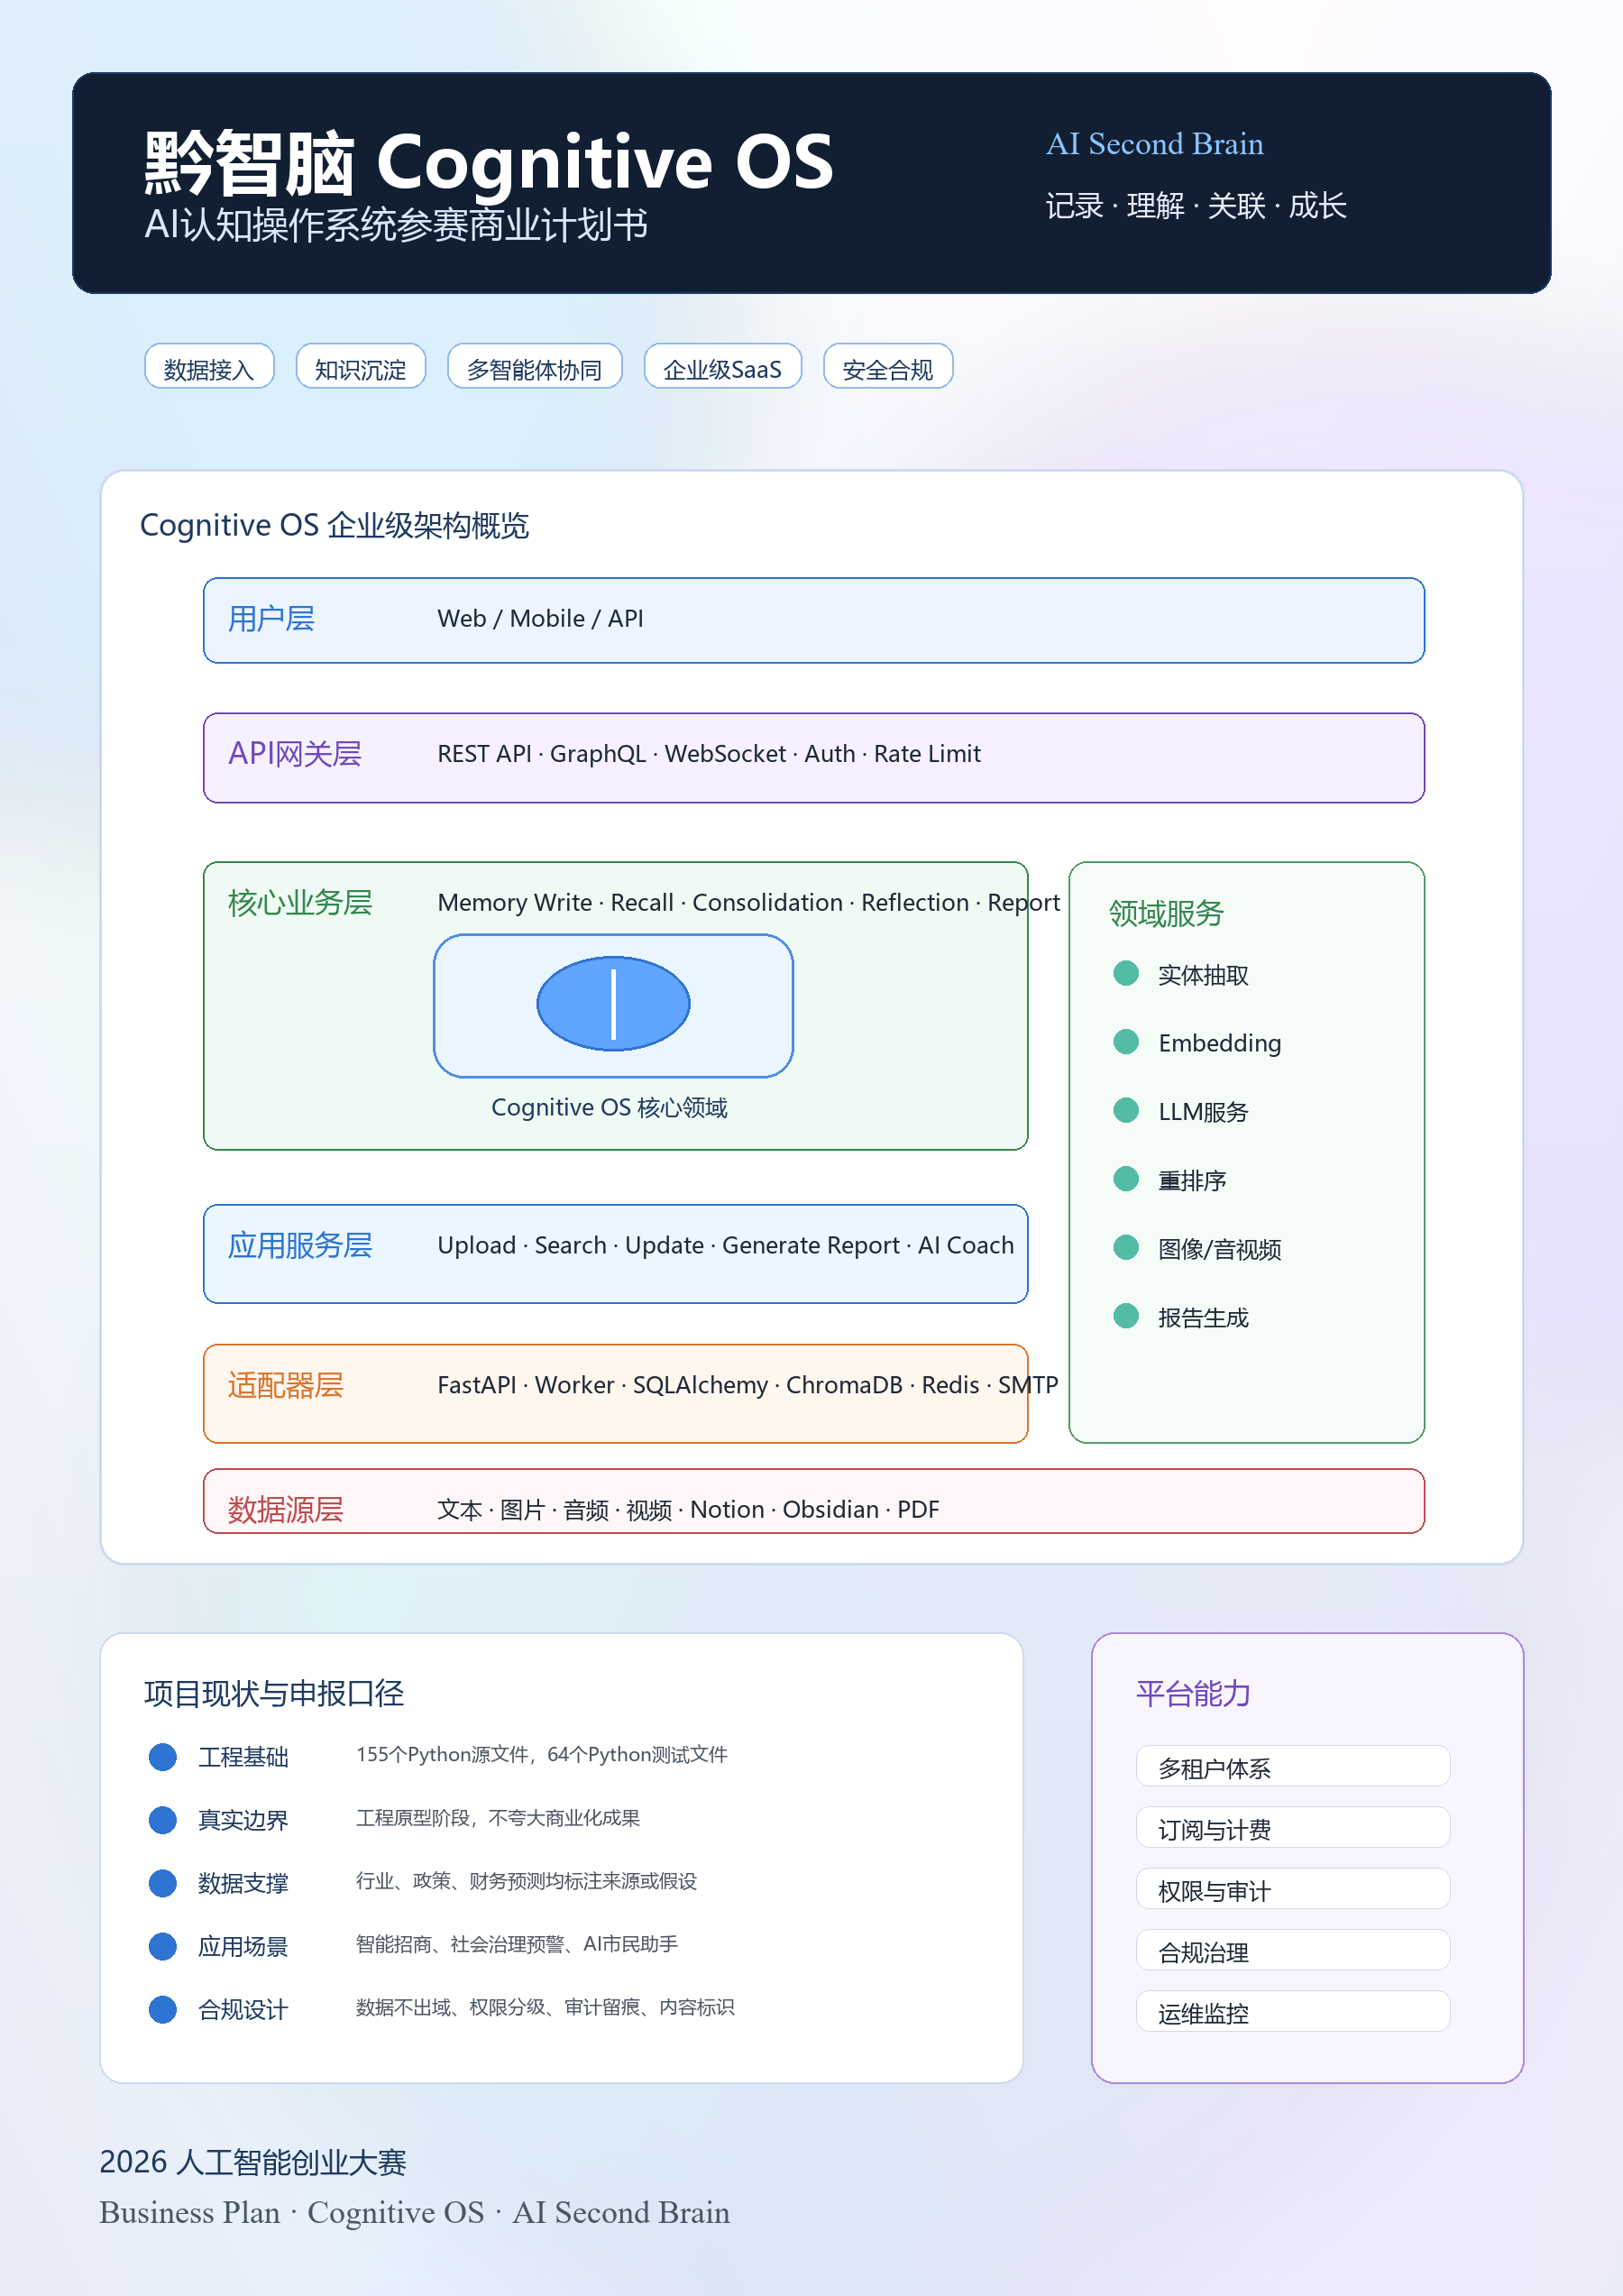 黔智脑 Cognitive OS
AI认知操作系统参赛商业计划书
AI Second Brain
记录 · 理解 · 关联 · 成长
数据接入
知识沉淀
多智能体协同
企业级SaaS
安全合规
Cognitive OS 企业级架构概览
用户层
Web / Mobile / API
API网关层
REST API · GraphQL · WebSocket · Auth · Rate Limit
核心业务层
Memory Write · Recall · Consolidation · Reflection · Report
Cognitive OS 核心领域
领域服务
实体抽取
Embedding
LLM服务
重排序
图像/音视频
报告生成
应用服务层
Upload · Search · Update · Generate Report · AI Coach
适配器层
FastAPI · Worker · SQLAlchemy · ChromaDB · Redis · SMTP
数据源层
文本 · 图片 · 音频 · 视频 · Notion · Obsidian · PDF
项目现状与申报口径
工程基础
155个Python源文件，64个Python测试文件
真实边界
工程原型阶段，不夸大商业化成果
数据支撑
行业、政策、财务预测均标注来源或假设
应用场景
智能招商、社会治理预警、AI市民助手
合规设计
数据不出域、权限分级、审计留痕、内容标识
平台能力
多租户体系
订阅与计费
权限与审计
合规治理
运维监控
2026 人工智能创业大赛
Business Plan · Cognitive OS · AI Second Brain